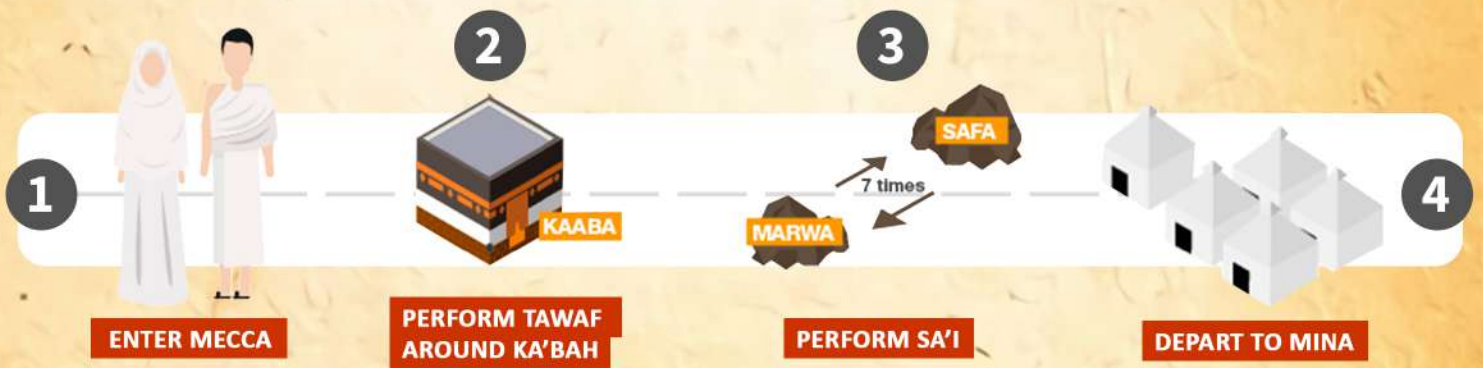 1
ENTER MECCA
2
KAABA
PERFORM TAWAF
AROUND KA'BAH
3
SAFA
7 times
MARWA
PERFORM SA'I
4
DEPART TO MINA